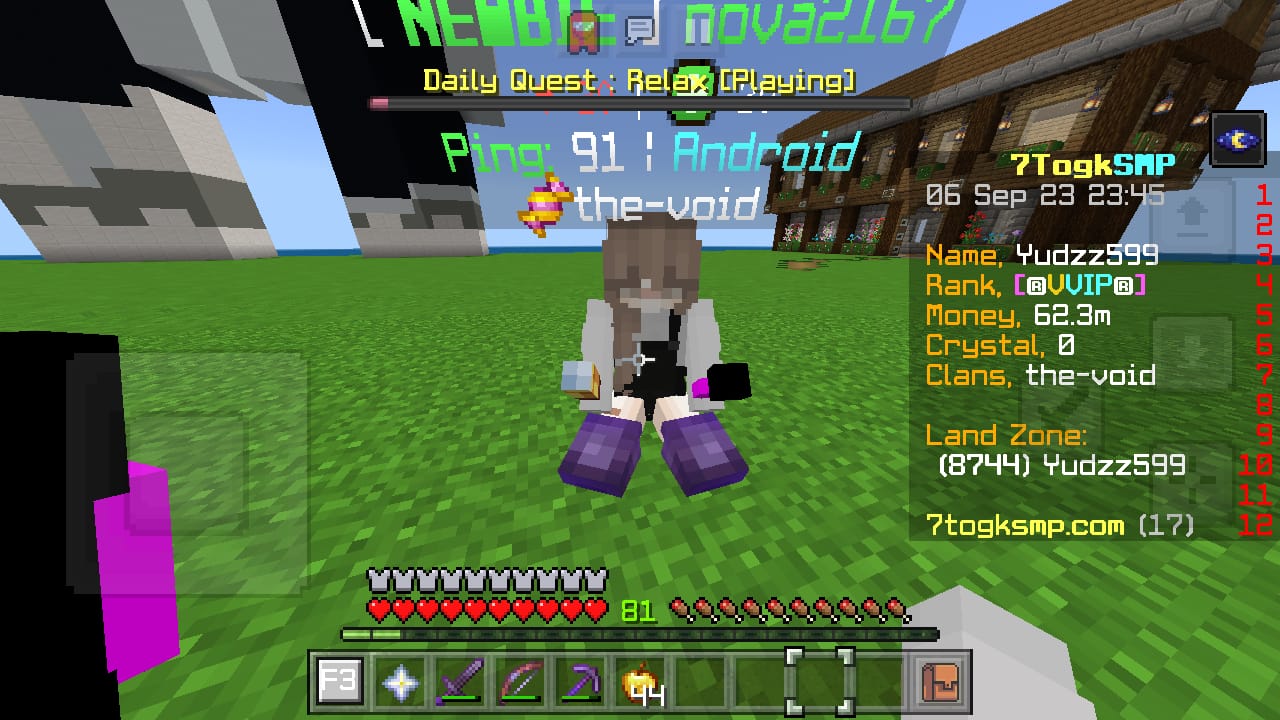 [NEWBIE nova2167
Daily Quest : Relax [Playing]
Ping: 91 | Android
the-void
7TogkSMP
06 Sep 23 23:45
1
2
Name, Yudzz599 3
Rank, [®VVIP®] 4
Money, 62.3m 5
Crystal, 0 6
Clans, the-void 7
8
Land Zone: 9
(8744) Yudzz599 10
11
7togksmp.com (17) 12
81
F3
44